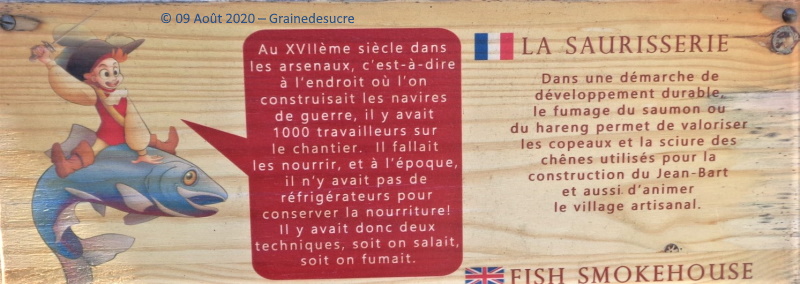 © 09 Août 2020 – Grainedesucre
Au XVIIème siècle dans
les arsenaux, c'est-à-dire
à l'endroit où l'on
construisait les navires
de guerre, il y avait
1000 travailleurs sur
le chantier. Il fallait
les nourrir, et à l'époque,
il n'y avait pas de
réfrigérateurs pour
conserver la nourriture!
Il y avait donc deux
techniques, soit on salait,
soit on fumait.
LA SAURISSERIE
Dans une démarche de
développement durable,
le fumage du saumon ou
du hareng permet de valoriser
les copeaux et la sciure des
chênes utilisés pour la
construction du Jean-Bart
et aussi d'animer
le village artisanal.
FISH SMOKEHOUSE